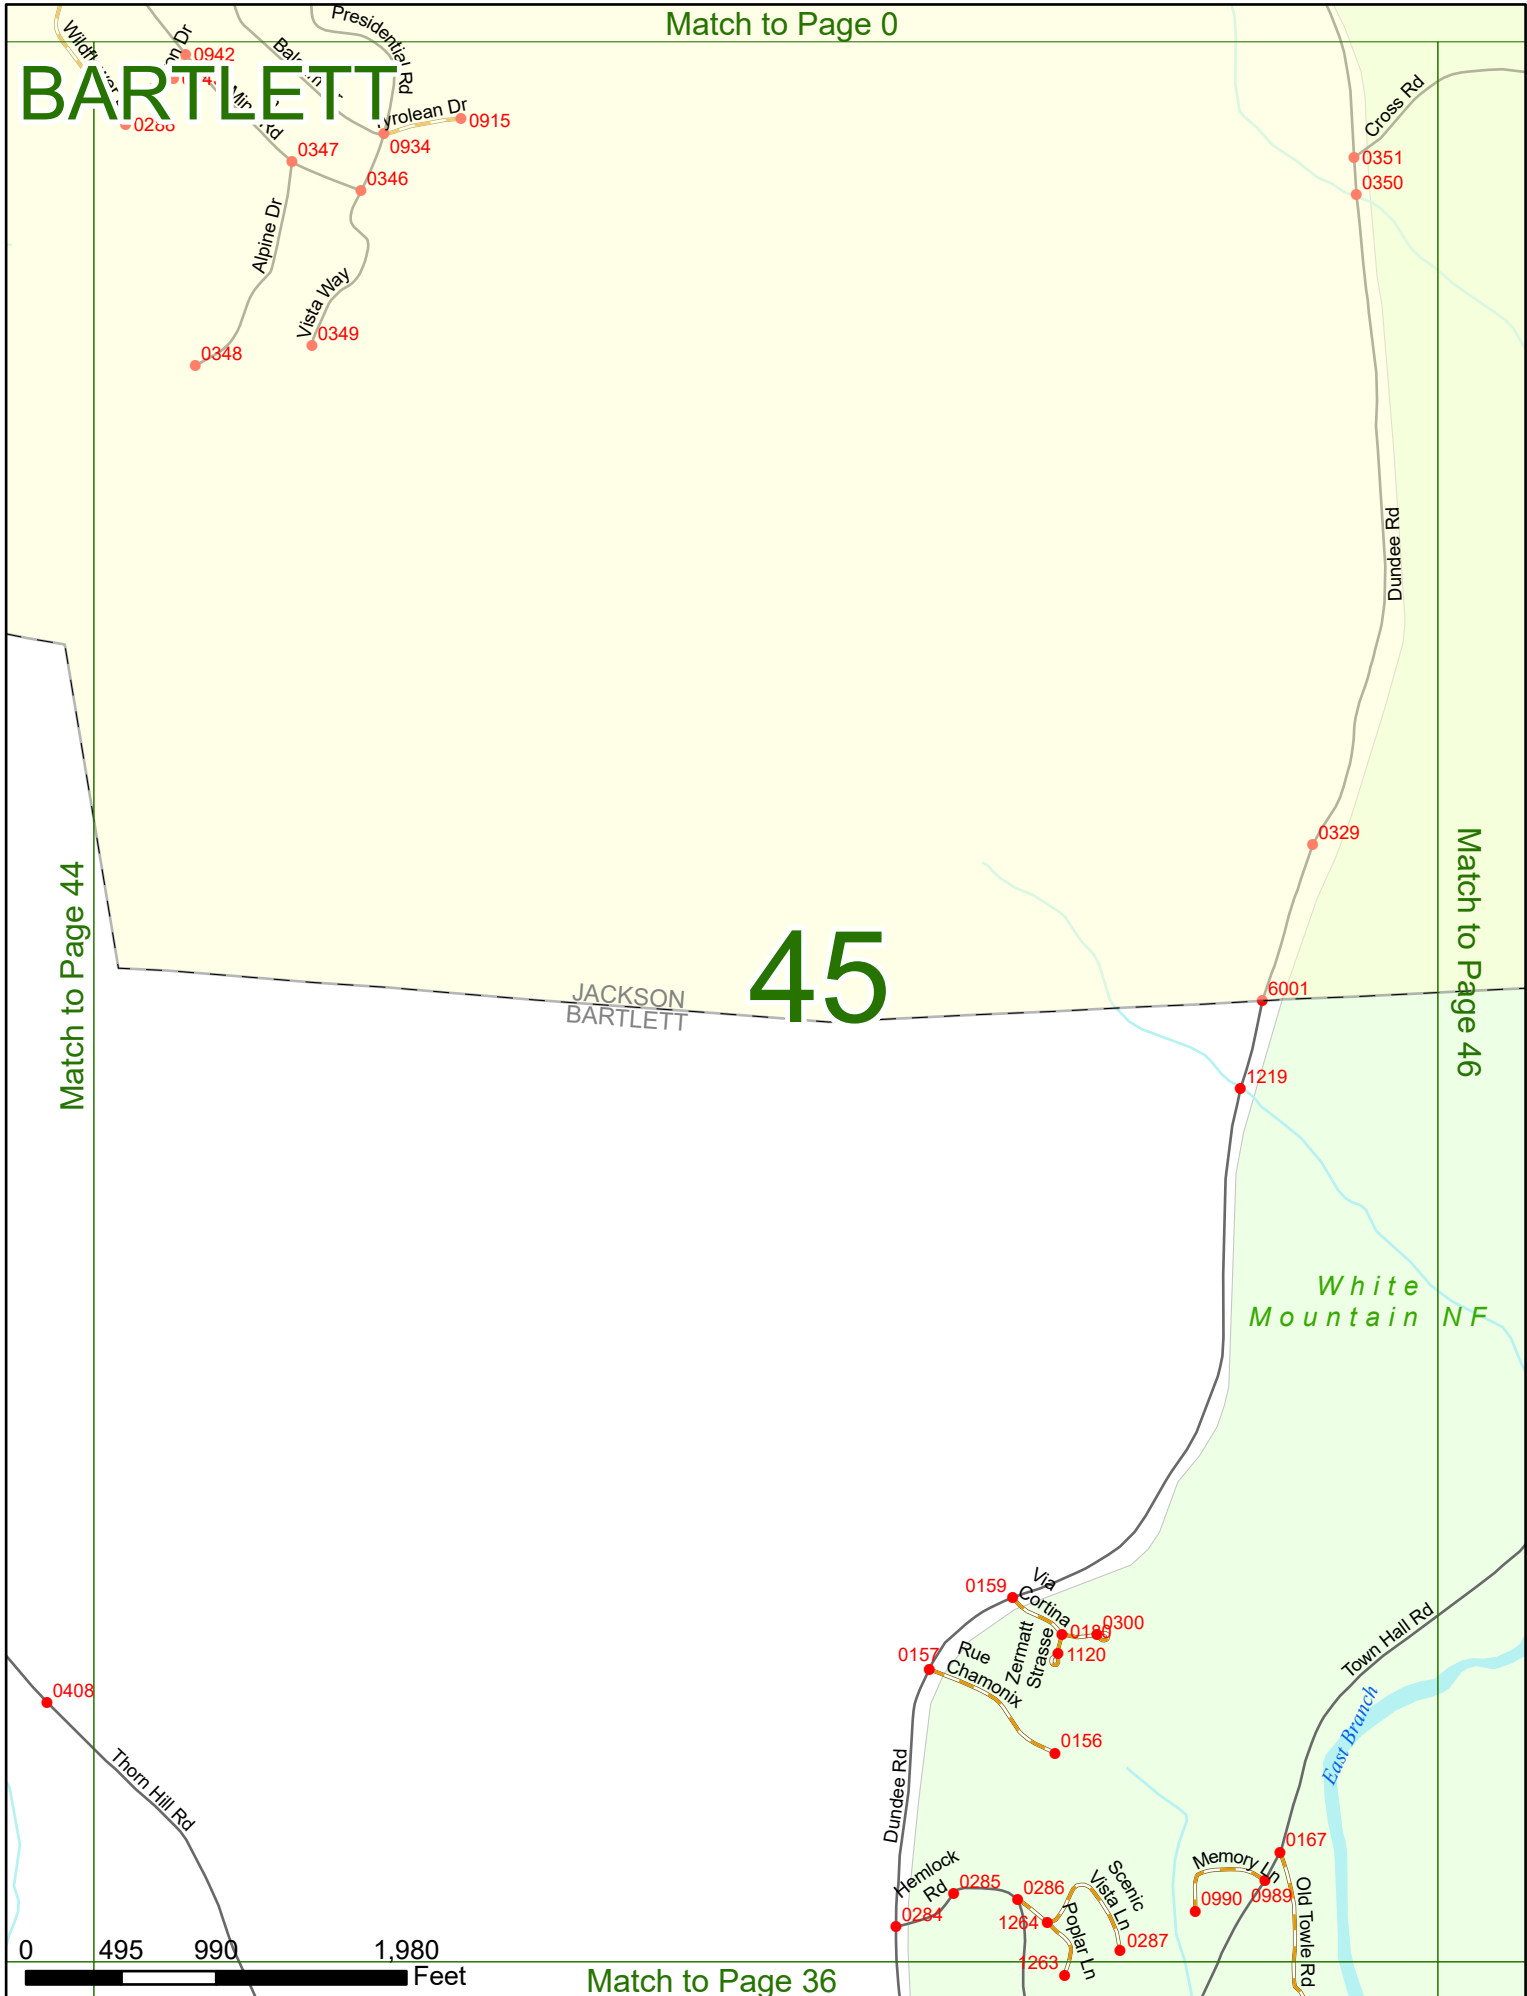 Match to Page 0
Presidential Rd
0942
BARTLETT
Tyrolean Dr
0915
0934
0347
0346
Alpine Dr
Vista Way
0349
0348
Cross Rd
0351
0350
Dundee Rd
0329
Match to Page 44
Match to Page 46
45
JACKSON
BARTLETT
6001
1219
White
Mountain NF
Via
Cortina
0159
0300
0180
Zermatt
Strasse
1120
0157
Rue
Chamonix
0156
0408
Thorn Hill Rd
Town Hall Rd
East Branch
Dundee Rd
0167
Memory Ln
0989
0990
Old Towle Rd
Hemlock
Rd
0285
0286
0284
Scenic
Vista Ln
1264
Poplar Ln
0287
1263
0 495 990 1,980
Feet
Match to Page 36